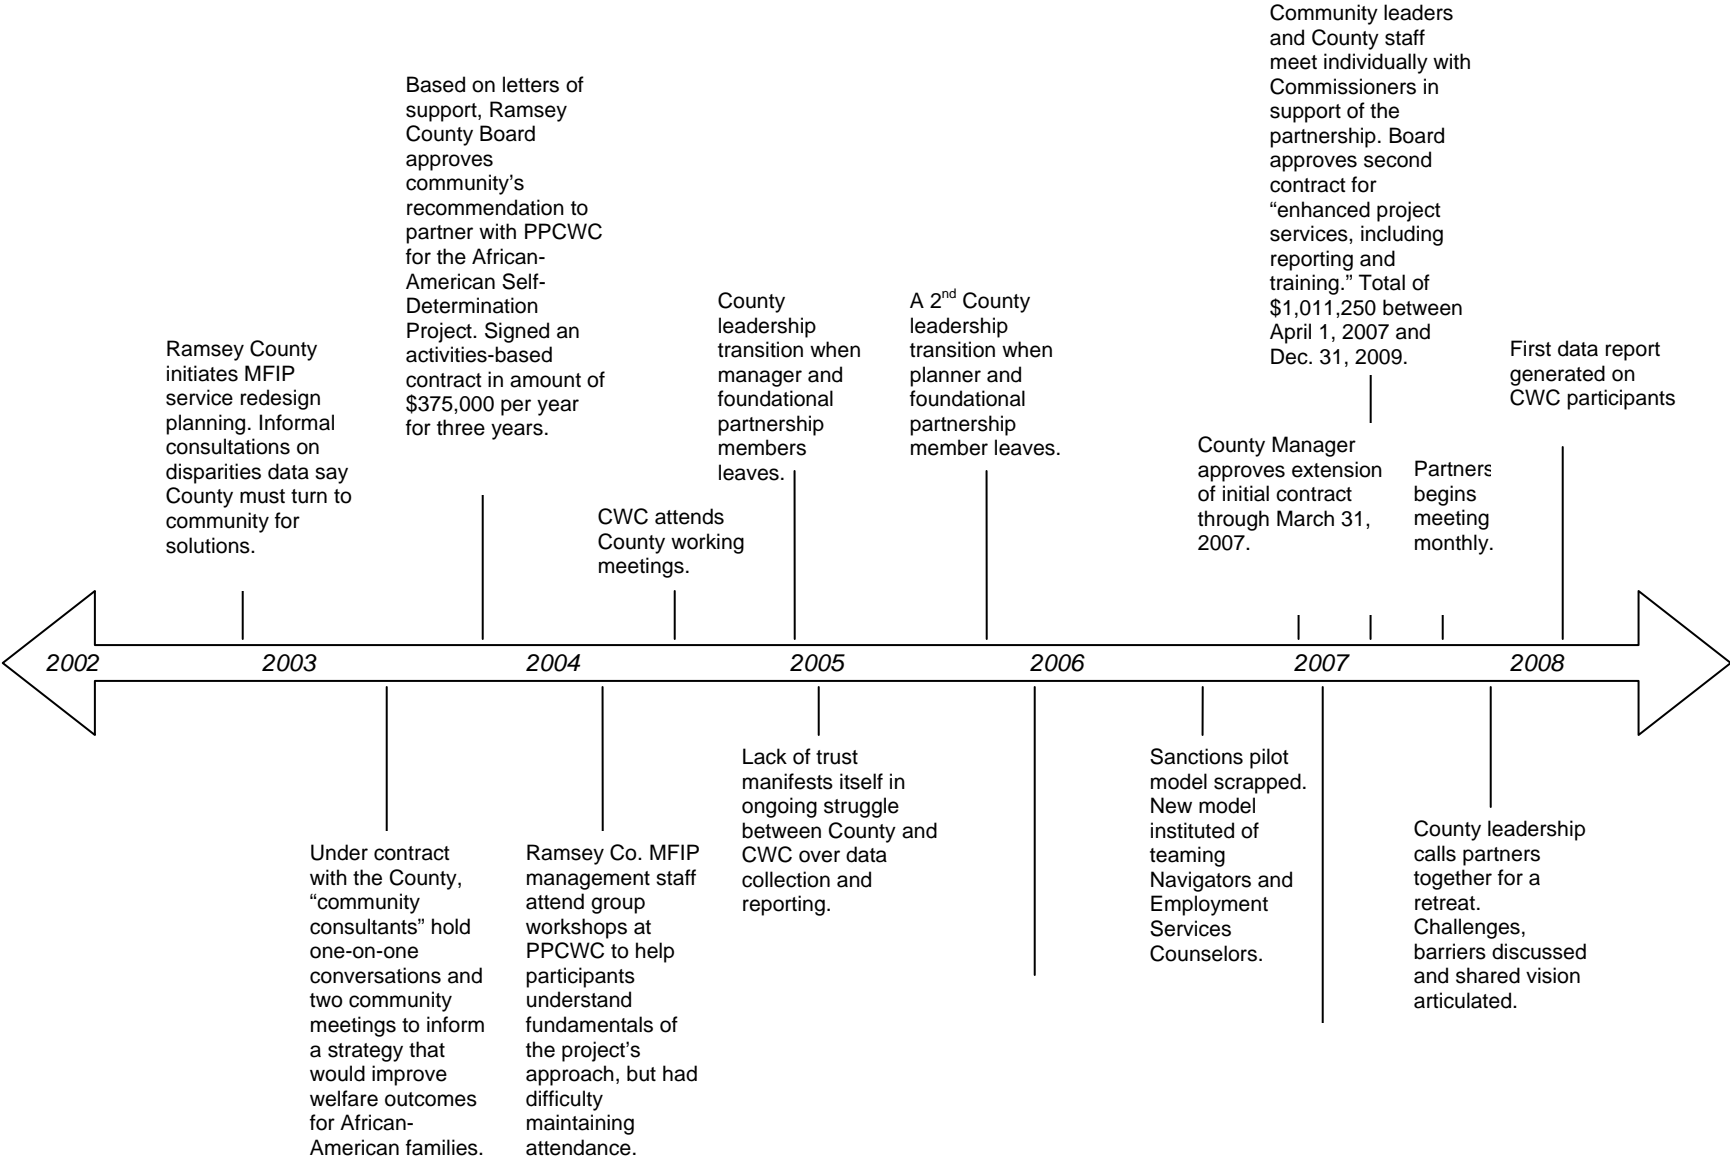 Community leaders
and County staff
meet individually with
Commissioners in
support of the
partnership. Board
approves second
contract for
“enhanced project
services, including
reporting and
training.” Total of
$1,011,250 between
April 1, 2007 and
Dec. 31, 2009.
Based on letters of
support, Ramsey
County Board
approves
community’s
recommendation to
partner with PPCWC
for the African-
American Self-
Determination
Project. Signed an
activities-based
contract in amount of
$375,000 per year
for three years.
County
leadership
transition when
manager and
foundational
partnership
members
leaves.
A 2nd County
leadership
transition when
planner and
foundational
partnership
member leaves.
Ramsey County
initiates MFIP
service redesign
planning. Informal
consultations on
disparities data say
County must turn to
community for
solutions.
First data report
generated on
CWC participants
County Manager
approves extension
of initial contract
through March 31,
2007.
Partners
begins
meeting
monthly.
CWC attends
County working
meetings.
2002 2003 2004 2005 2006 2007 2008
Lack of trust
manifests itself in
ongoing struggle
between County and
CWC over data
collection and
reporting.
Sanctions pilot
model scrapped.
New model
instituted of
teaming
Navigators and
Employment
Services
Counselors.
County leadership
calls partners
together for a
retreat.
Challenges,
barriers discussed
and shared vision
articulated.
Under contract
with the County,
“community
consultants” hold
one-on-one
conversations and
two community
meetings to inform
a strategy that
would improve
welfare outcomes
for African-
American families.
Ramsey Co. MFIP
management staff
attend group
workshops at
PPCWC to help
participants
understand
fundamentals of
the project’s
approach, but had
difficulty
maintaining
attendance.